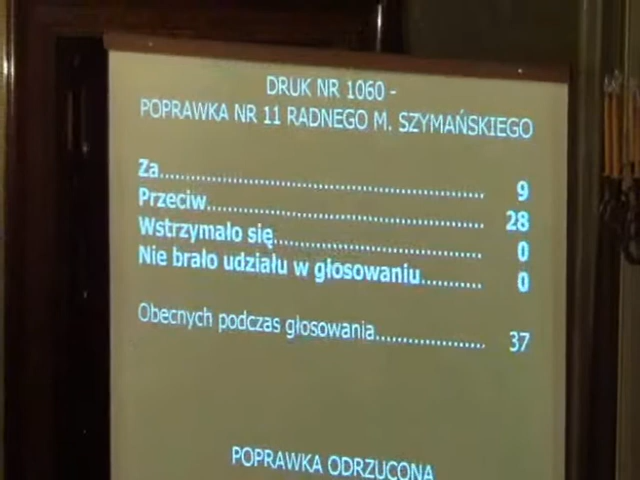 DRUK NR 1060 -
POPRAWKA NR 11 RADNEGO M. SZYMAŃSKIEGO
Za.................................................... 9
Przeciw............................................. 28
Wstrzymało się.................................. 0
Nie brało udziału w głosowaniu.......... 0
Obecnych podczas głosowania.................. 37
POPRAWKA ODRZUCONA